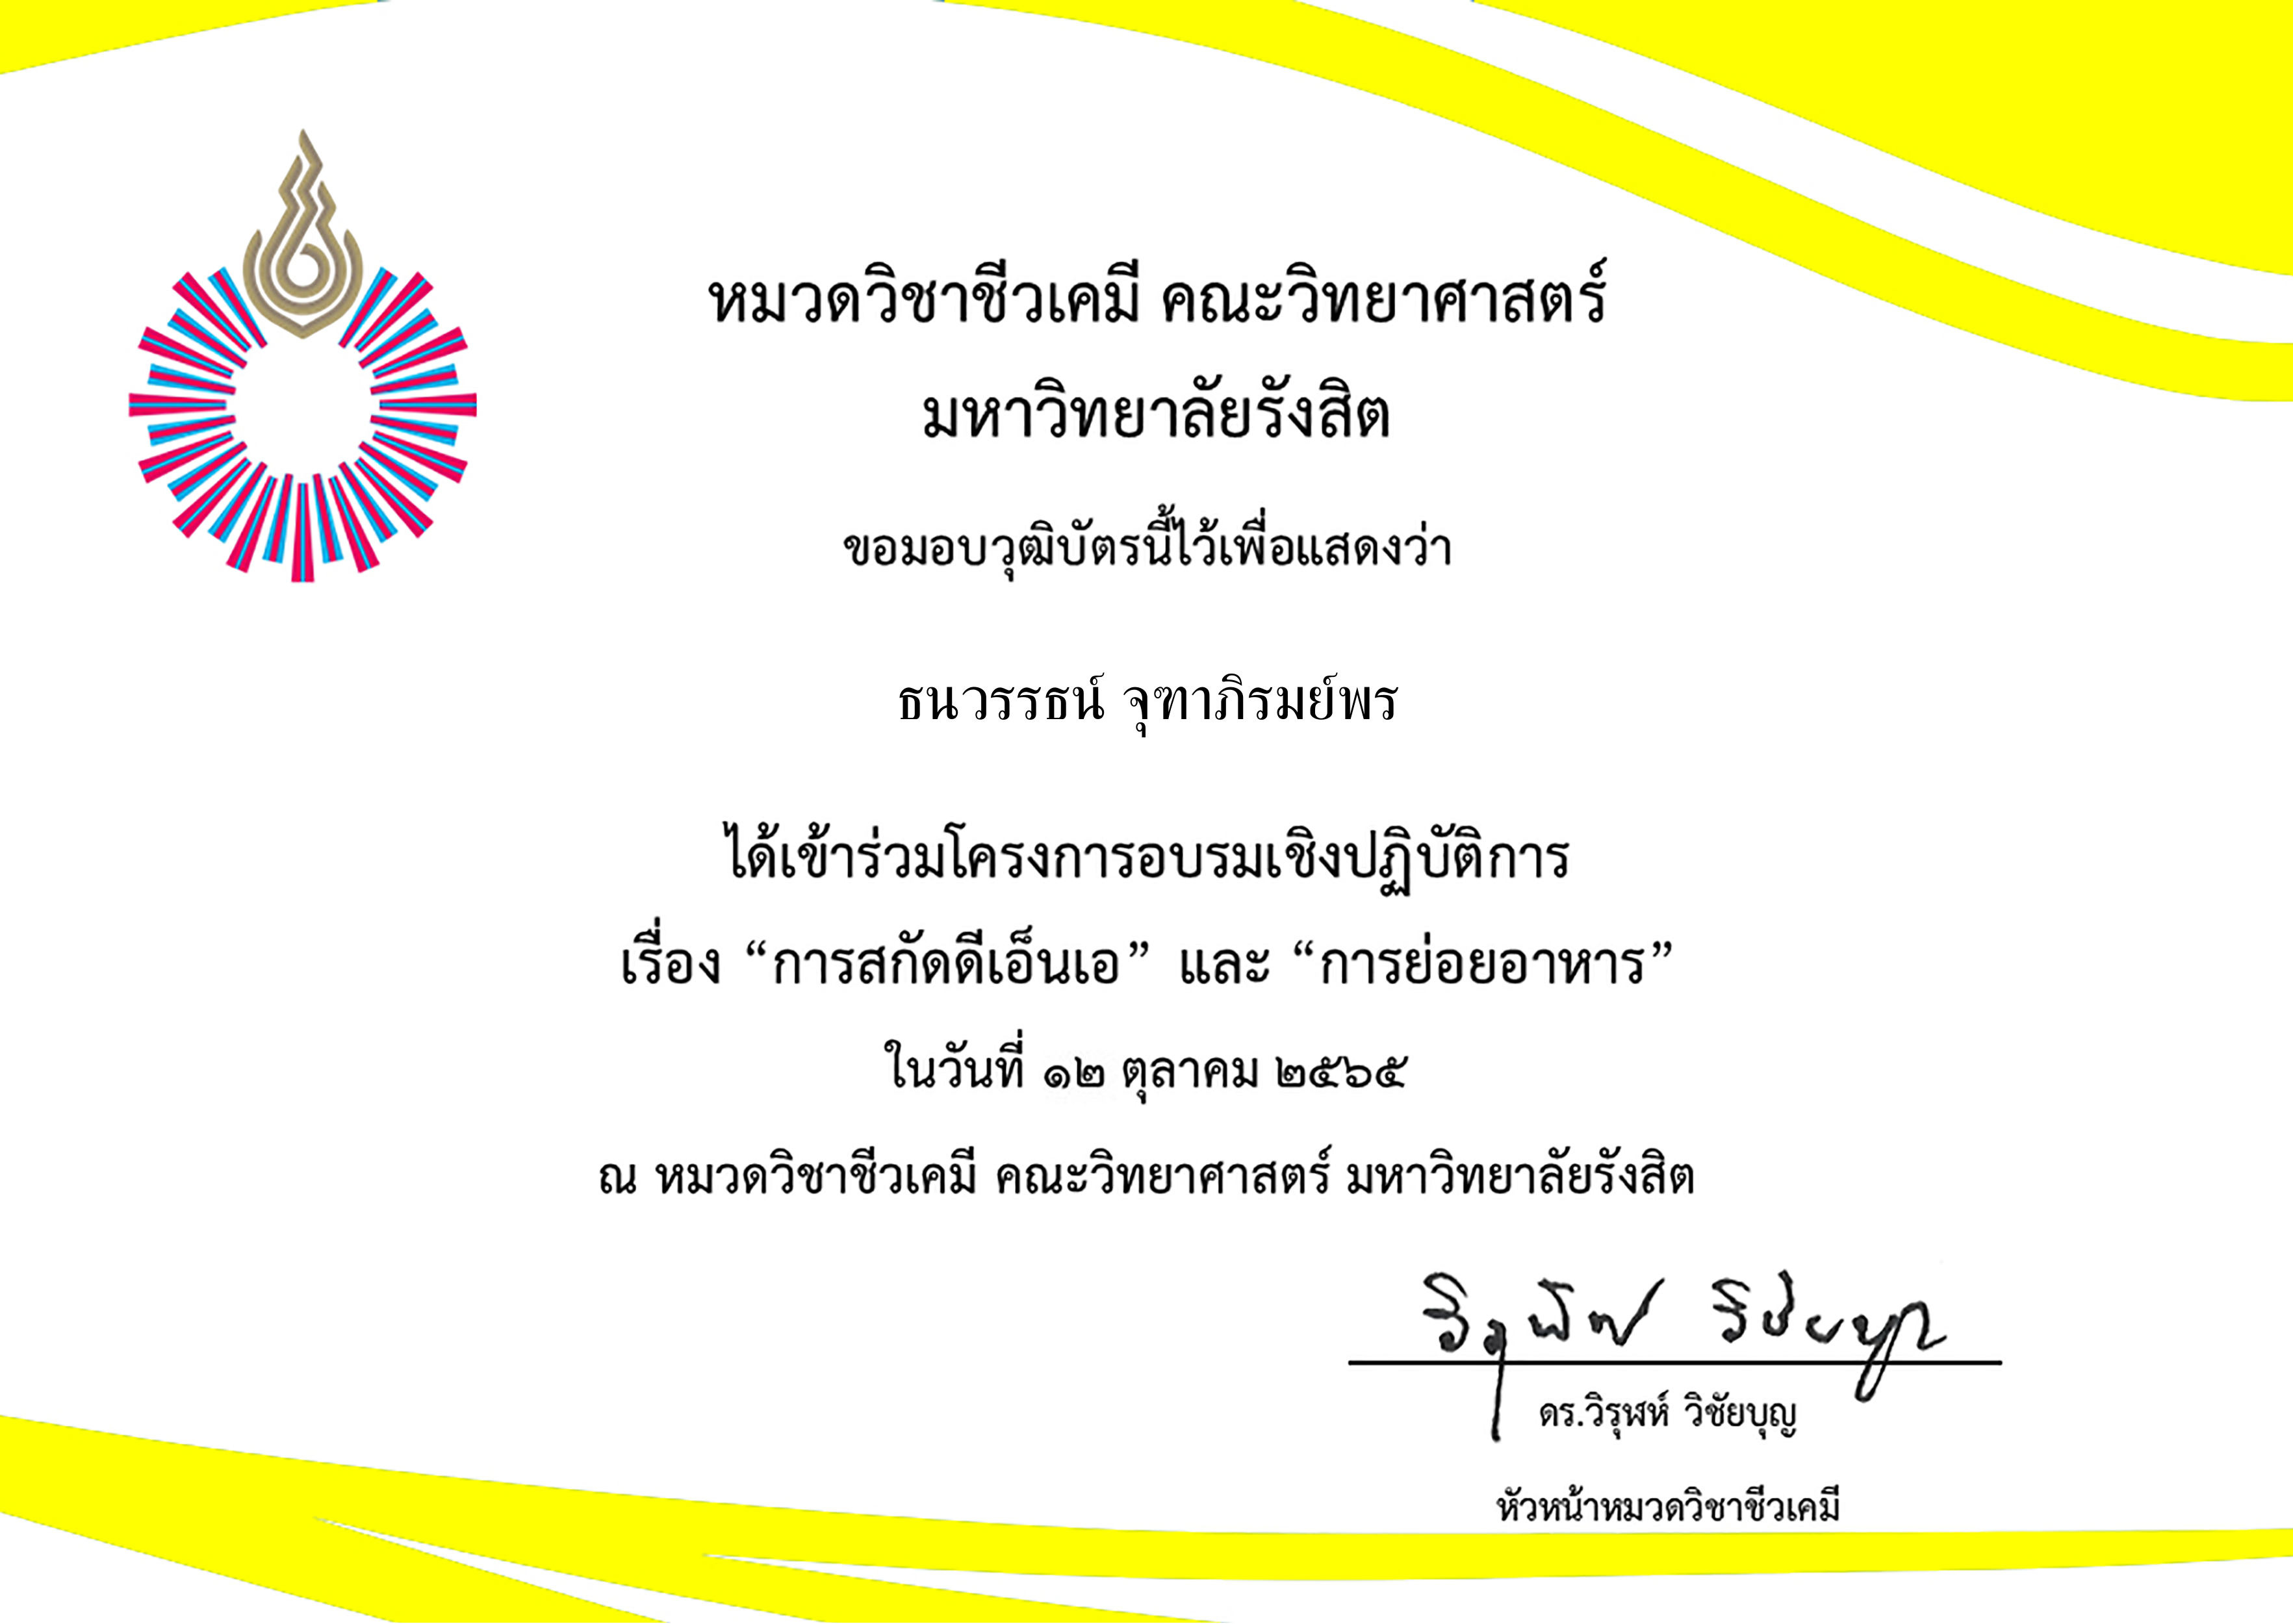 หมวดวิชาชีวเคมี คณะวิทยาศาสตร์
มหาวิทยาลัยรังสิต
ขอมอบวุฒิบัตรนี้ไว้เพื่อแสดงว่า
ธนวรรธน์ จุฑาภิรมย์พร
ได้เข้าร่วมโครงการอบรมเชิงปฏิบัติการ
เรื่อง “การสกัดดีเอ็นเอ” และ “การย่อยอาหาร”
ในวันที่ ๑๒ ตุลาคม ๒๕๖๕
ณ หมวดวิชาชีวเคมี คณะวิทยาศาสตร์ มหาวิทยาลัยรังสิต
วิรุฬห์ วิชัยบุญ
ดร.วิรุฬห์ วิชัยบุญ
หัวหน้าหมวดวิชาชีวเคมี